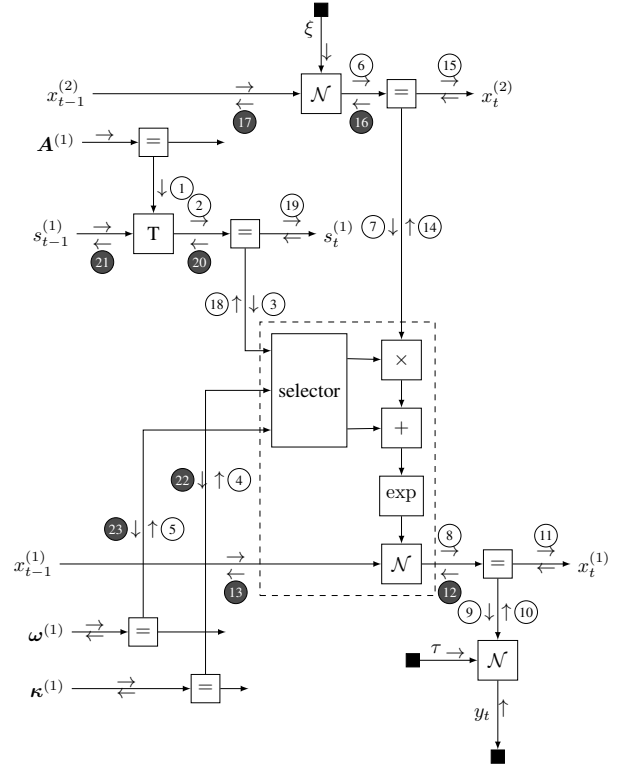 ξ ↓
6 15
x_{t-1}^{(2)} → ← 𝒩 → ← = → ← x_t^{(2)}
17 16
A^{(1)} → =
↓ 1 2 19
7 ↓ ↑ 14
s_{t-1}^{(1)} → ← T → ← = → ← s_t^{(1)}
21 20
18 ↑ ↓ 3
×
selector
+
22 ↓ ↑ 4
exp
23 ↓ ↑ 5
8 11
x_{t-1}^{(1)} → ← 𝒩 → ← = → ← x_t^{(1)}
13 12
9 ↓ ↑ 10
ω^{(1)} → ← =
τ → 𝒩
κ^{(1)} → ← =
y_t ↑